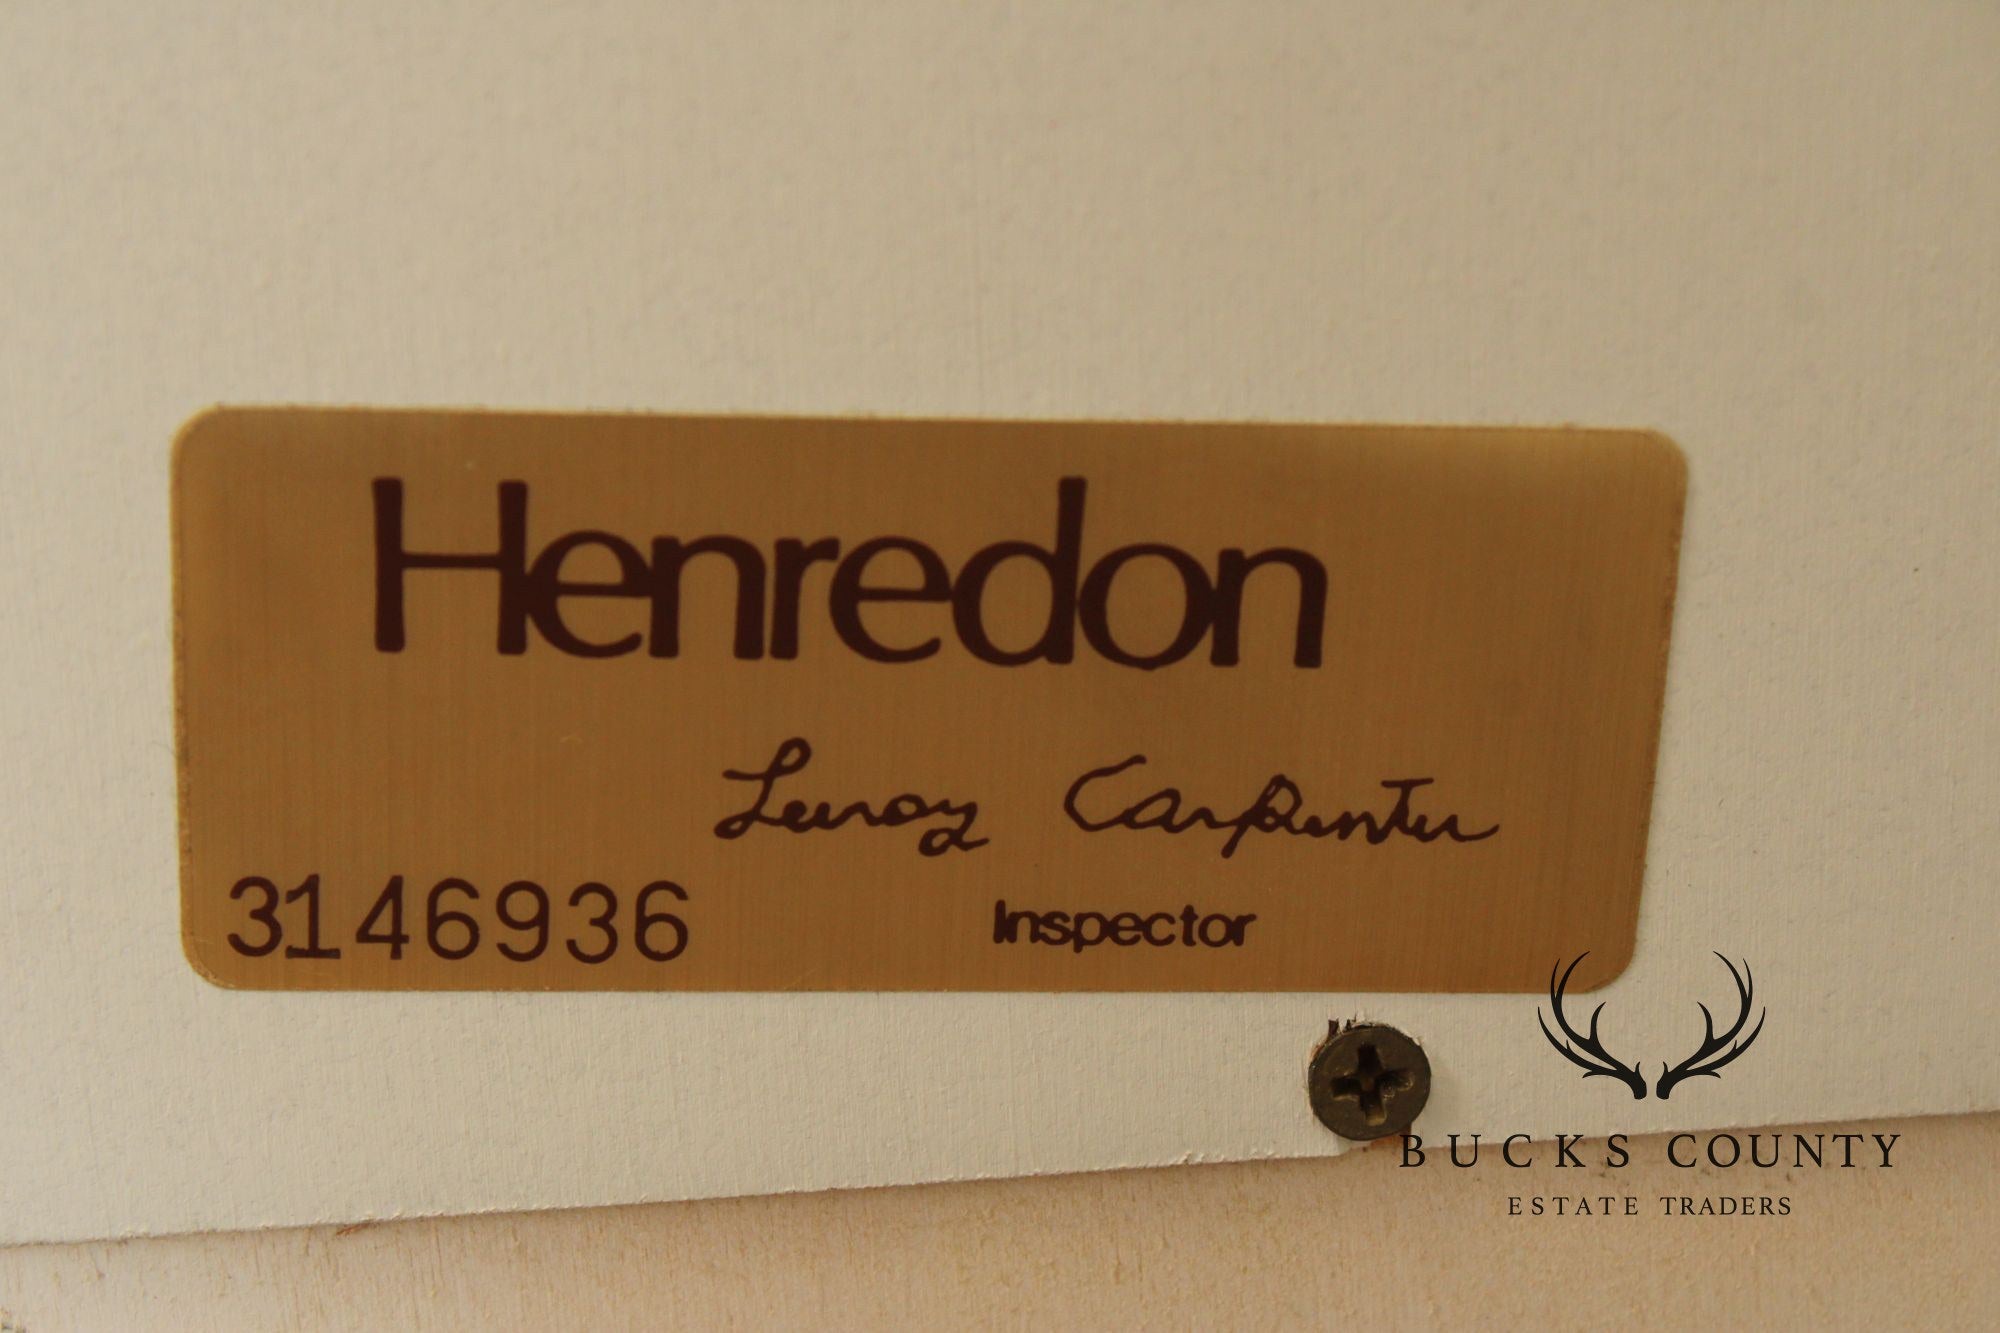 Henredon
Leroy Carpenter
3146936
Inspector
BUCKS COUNTY
ESTATE TRADERS